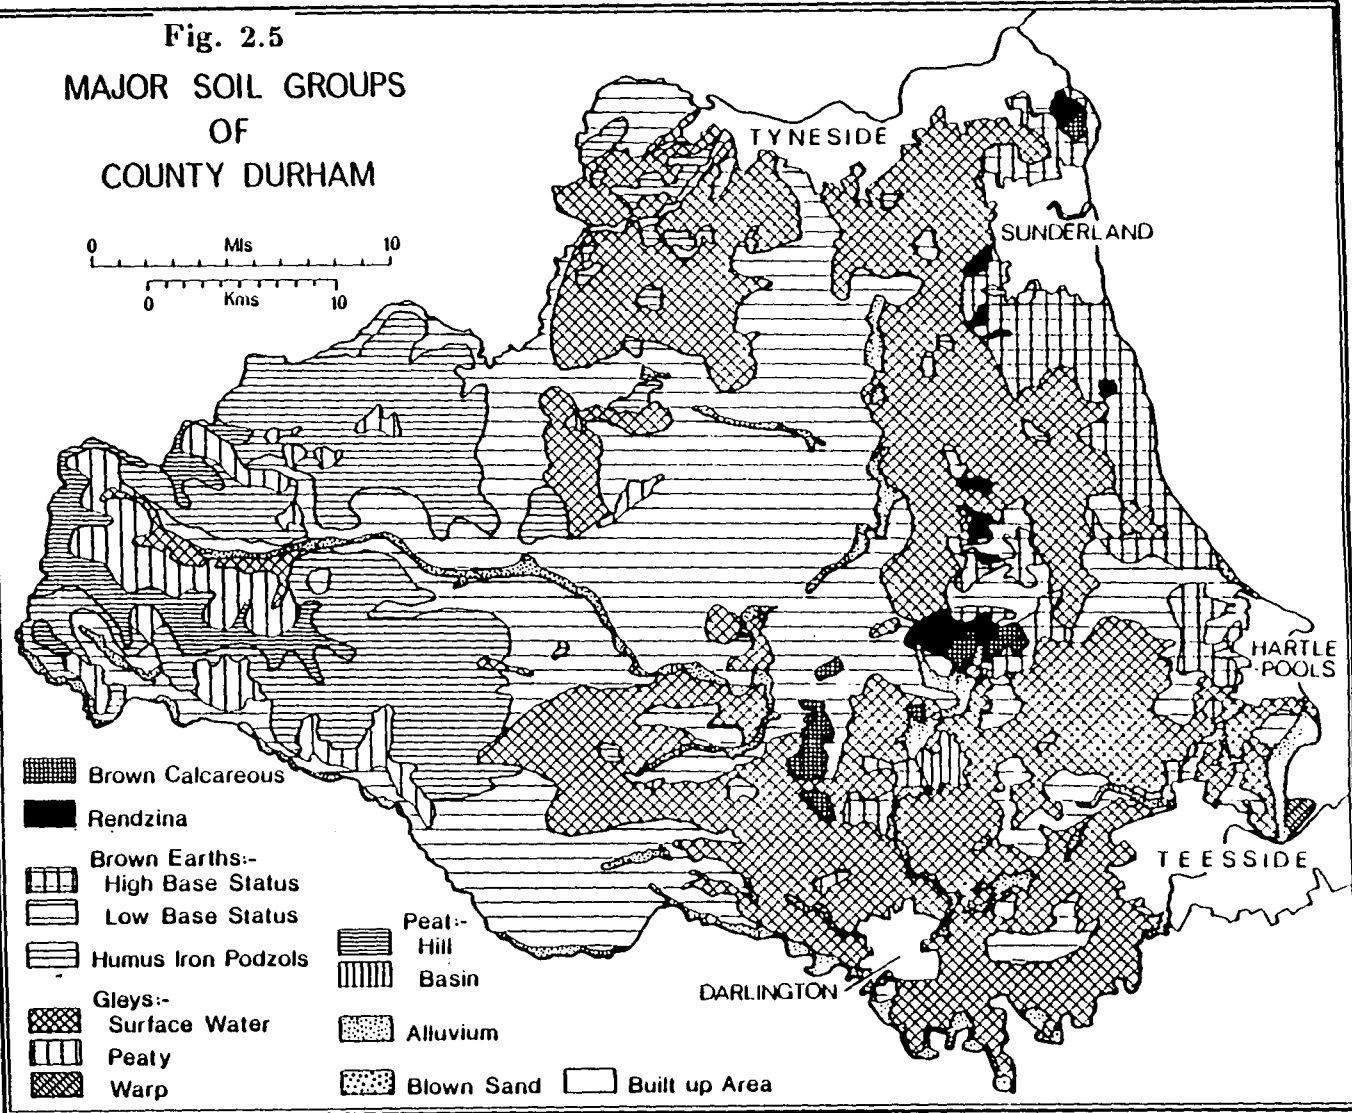 Fig. 2.5
MAJOR SOIL GROUPS
OF
COUNTY DURHAM
0 Mls 10
0 Kms 10
TYNESIDE
SUNDERLAND
HARTLE
-POOLS
TEESSIDE
DARLINGTON
Brown Calcareous
Rendzina
Brown Earths:-
High Base Status
Low Base Status
Humus Iron Podzols
Gleys:-
Surface Water
Peaty
Warp
Peat:-
Hill
Basin
Alluvium
Blown Sand
Built up Area